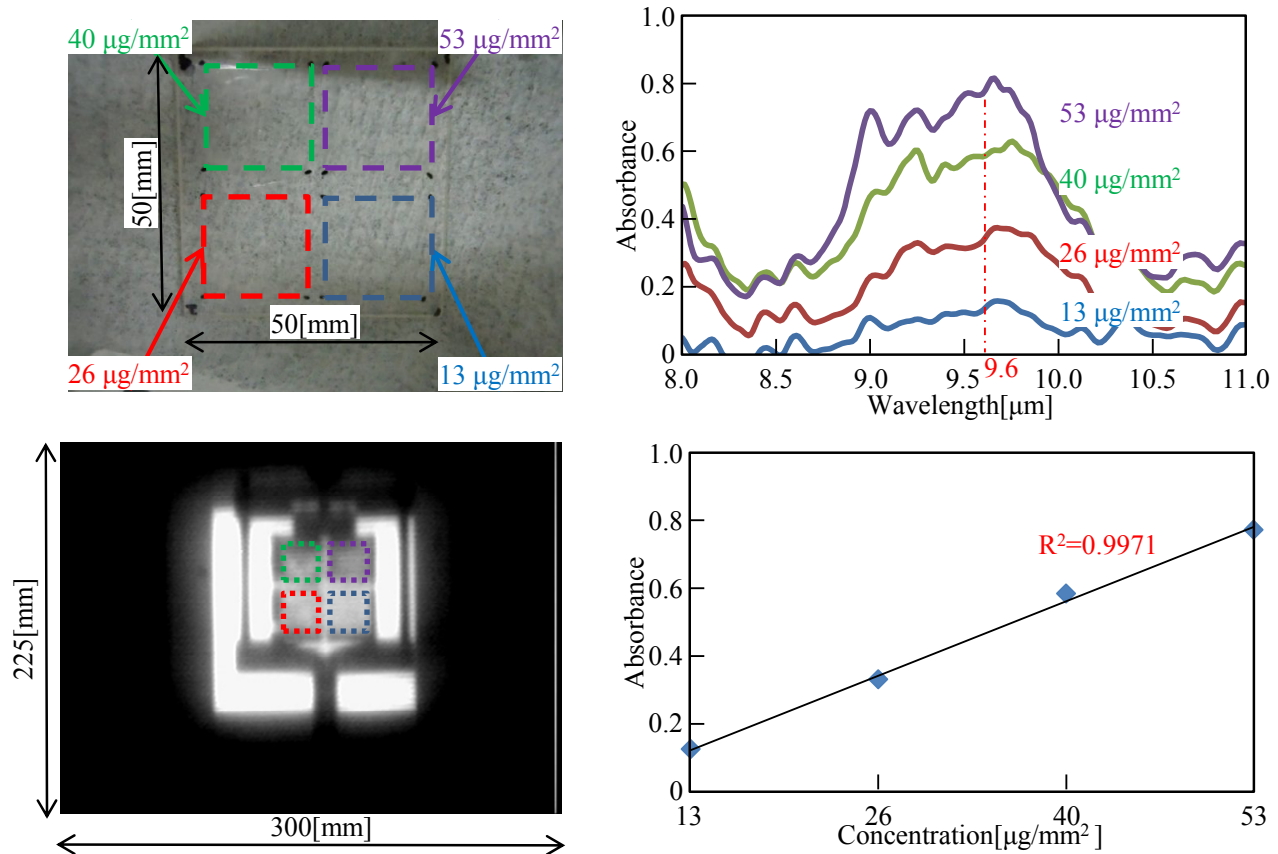 40 μg/mm²
53 μg/mm²
50[mm]
50[mm]
26 μg/mm²
13 μg/mm²
1.0
0.8
0.6
0.4
0.2
0
Absorbance
53 μg/mm²
40 μg/mm²
26 μg/mm²
13 μg/mm²
9.6
8.0 8.5 9.0 9.5 10.0 10.5 11.0
Wavelength[μm]
225[mm]
300[mm]
1.0
0.8
0.6
0.4
0.2
0
Absorbance
R²=0.9971
13 26 40 53
Concentration[μg/mm² ]